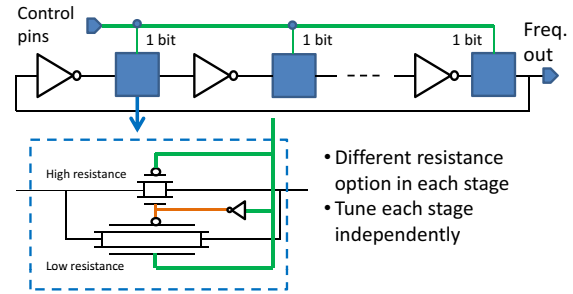 Control
pins
1 bit
1 bit
1 bit
Freq.
out
High resistance
Low resistance
• Different resistance
option in each stage
• Tune each stage
independently